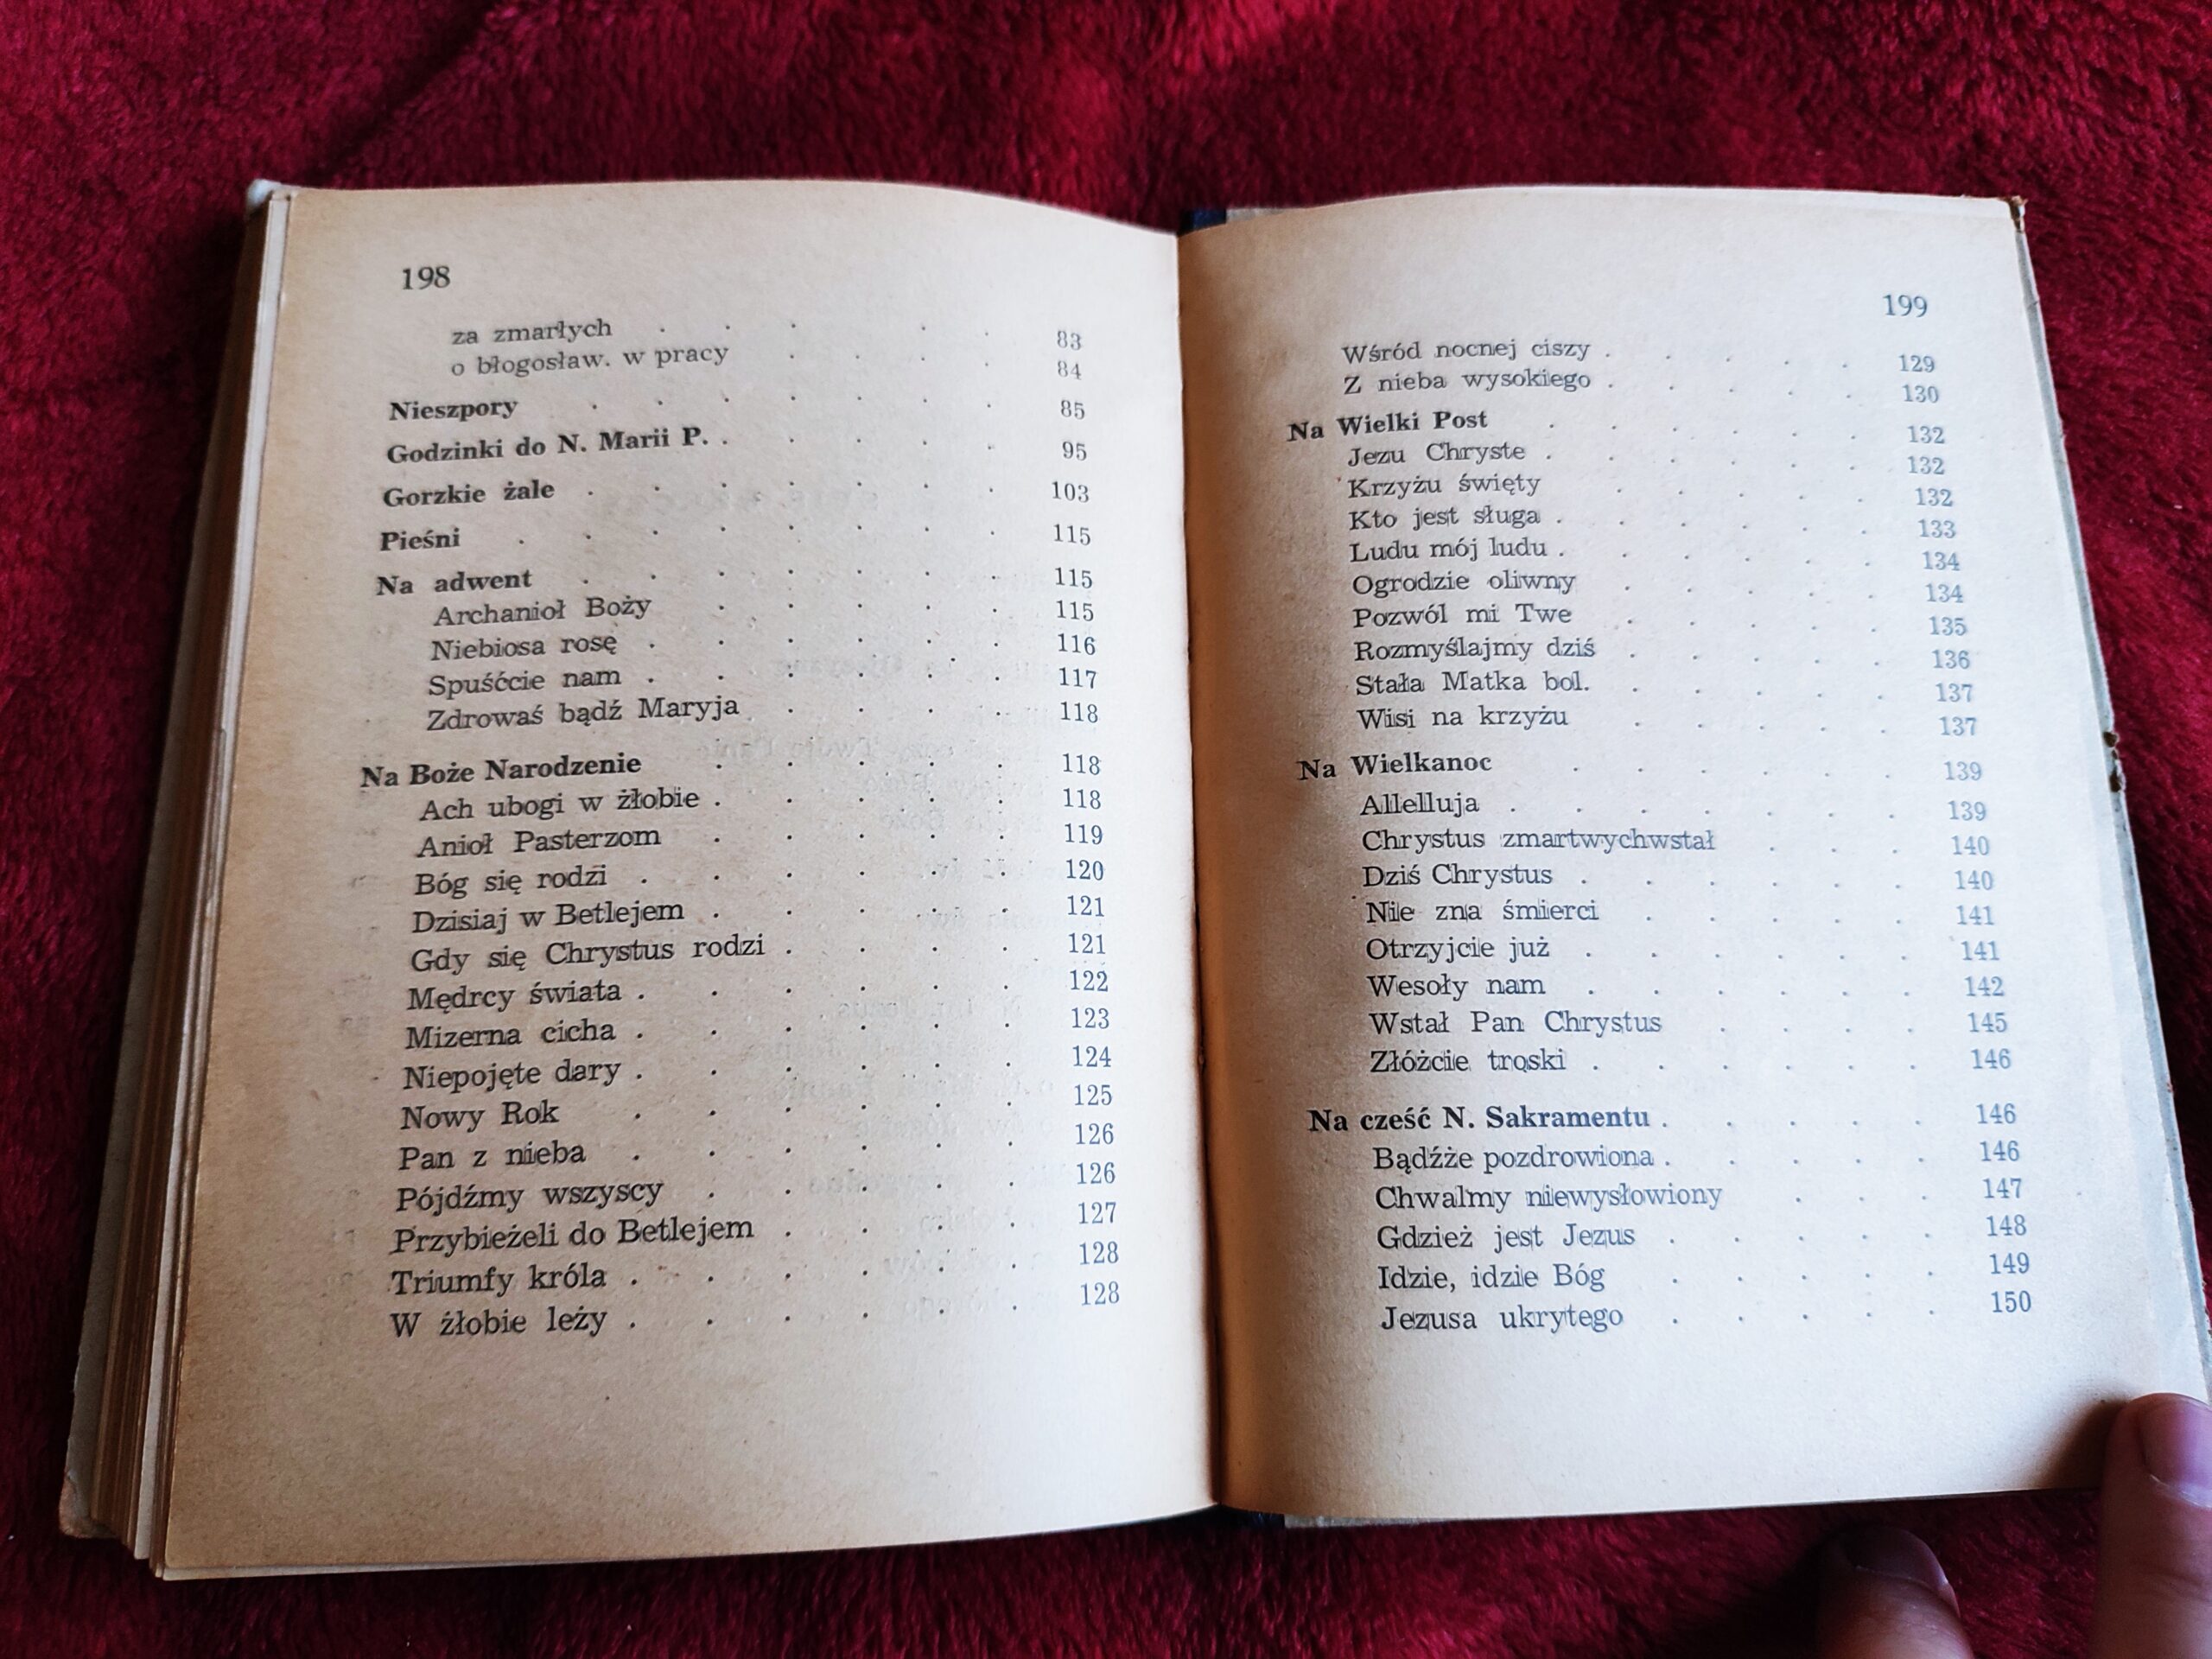 198
za zmarłych . . . . . 83
o błogosław. w pracy . . . 84
Nieszpory . . . . . . . 85
Godzinki do N. Marii P. . . . . . 95
Gorzkie żale . . . . . . . 103
Pieśni . . . . . . . . 115
Na adwent . . . . . . . 115
Archanioł Boży . . . . . 115
Niebiosa rosę . . . . . . 116
Spuśćcie nam . . . . . . 117
Zdrowaś bądź Maryja . . . . 118
Na Boże Narodzenie . . . . . 118
Ach ubogi w żłobie . . . . . 118
Anioł Pasterzom . . . . . 119
Bóg się rodzi . . . . . . 120
Dzisiaj w Betlejem . . . . . 121
Gdy się Chrystus rodzi . . . . 121
Mędrcy świata . . . . . . 122
Mizerna cicha . . . . . . 123
Niepojęte dary . . . . . . 124
Nowy Rok . . . . . . 125
Pan z nieba . . . . . . 126
Pójdźmy wszyscy . . . . . 126
Przybieżeli do Betlejem . . . . 127
Triumfy króla . . . . . . 128
W źłobie leży . . . . . . 128
199
Wśród nocnej ciszy . . . . . 129
Z nieba wysokiego . . . . . 130
Na Wielki Post . . . . . . 132
Jezu Chryste . . . . . . 132
Krzyżu święty . . . . . 132
Kto jest sługa . . . . . . 133
Ludu mój ludu . . . . . . 134
Ogrodzie oliwny . . . . . 134
Pozwól mi Twe . . . . . 135
Rozmyślajmy dziś . . . . . 136
Stała Matka bol. . . . . . 137
Wisi na krzyżu . . . . . 137
Na Wielkanoc . . . . . . 139
Allelluja . . . . . . . 139
Chrystus zmartwychwstał . . . 140
Dziś Chrystus . . . . . . 140
Nie zna śmierci . . . . . 141
Otrzyjcie już . . . . . . 141
Wesoły nam . . . . . . 142
Wstał Pan Chrystus . . . . 145
Złóżcie troski . . . . . . 146
Na cześć N. Sakramentu . . . . . 146
Bądźże pozdrowiona . . . . . 146
Chwalmy niewysłowiony . . . 147
Gdzież jest Jezus . . . . . 148
Idzie, idzie Bóg . . . . . 149
Jezusa ukrytego . . . . . 150